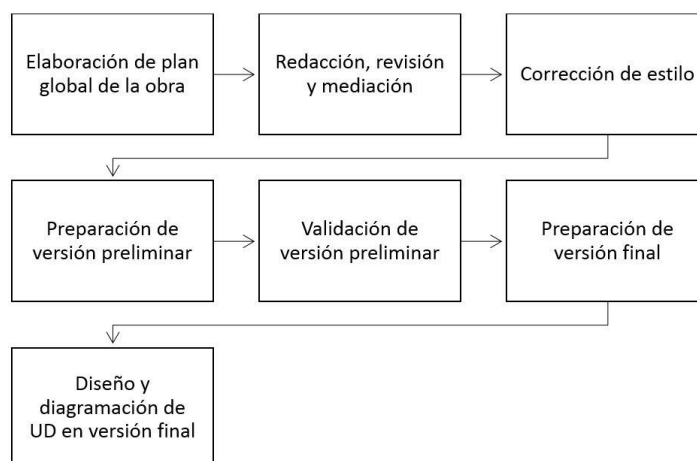 Elaboración de plan
global de la obra
Redacción, revisión
y mediación
Corrección de estilo
Preparación de
versión preliminar
Validación de
versión preliminar
Preparación de
versión final
Diseño y
diagramación de
UD en versión final